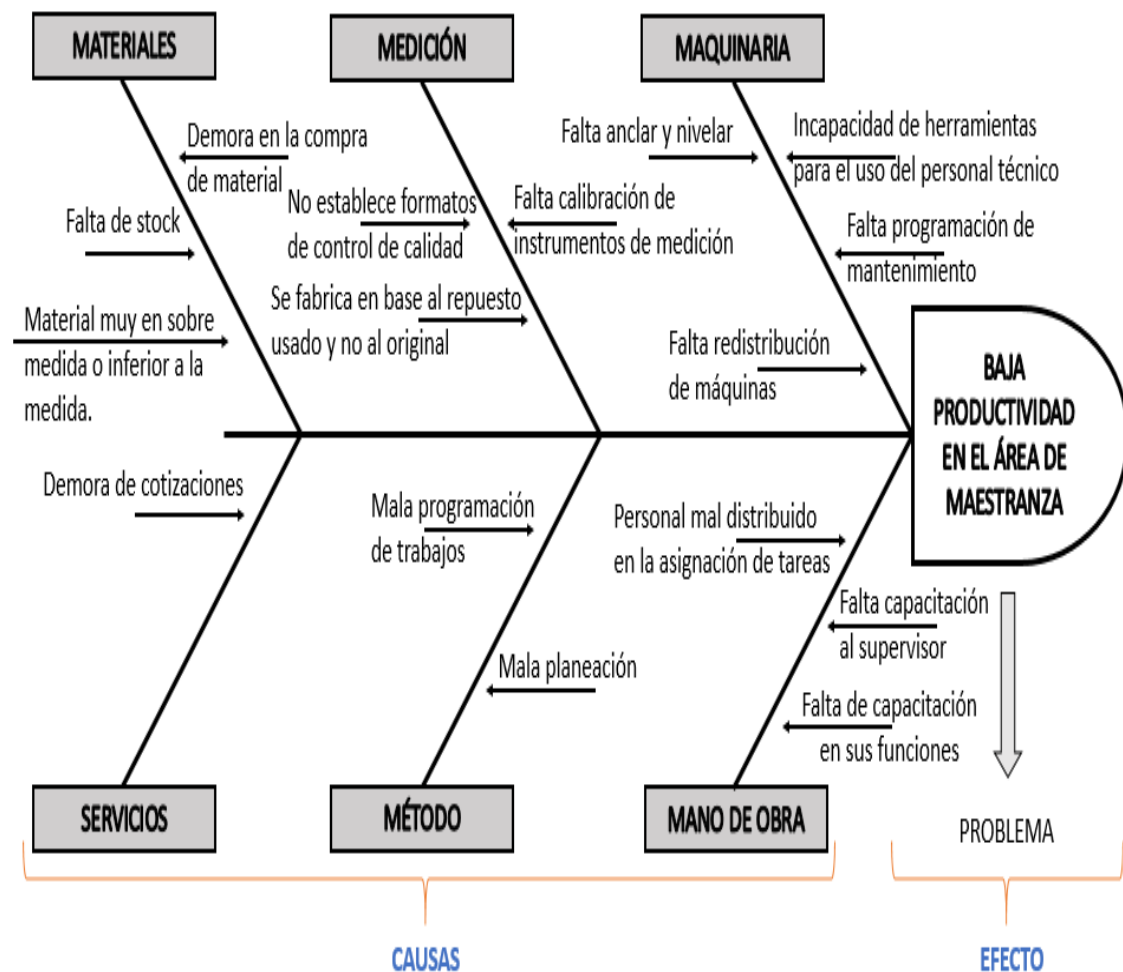 MATERIALES
MEDICIÓN
MAQUINARIA
Demora en la compra
de material
Falta de stock
Material muy en sobre
medida o inferior a la
medida.
No establece formatos
de control de calidad
Falta calibración de
instrumentos de medición
Se fabrica en base al repuesto
usado y no al original
Falta anclar y nivelar
Incapacidad de herramientas
para el uso del personal técnico
Falta programación de
mantenimiento
Falta redistribución
de máquinas
BAJA
PRODUCTIVIDAD
EN EL ÁREA DE
MAESTRANZA
Demora de cotizaciones
Mala programación
de trabajos
Mala planeación
Personal mal distribuido
en la asignación de tareas
Falta capacitación
al supervisor
Falta de capacitación
en sus funciones
SERVICIOS
MÉTODO
MANO DE OBRA
PROBLEMA
CAUSAS
EFECTO